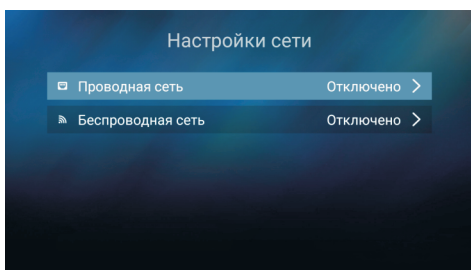 Настройки сети
Проводная сеть Отключено
Беспроводная сеть Отключено